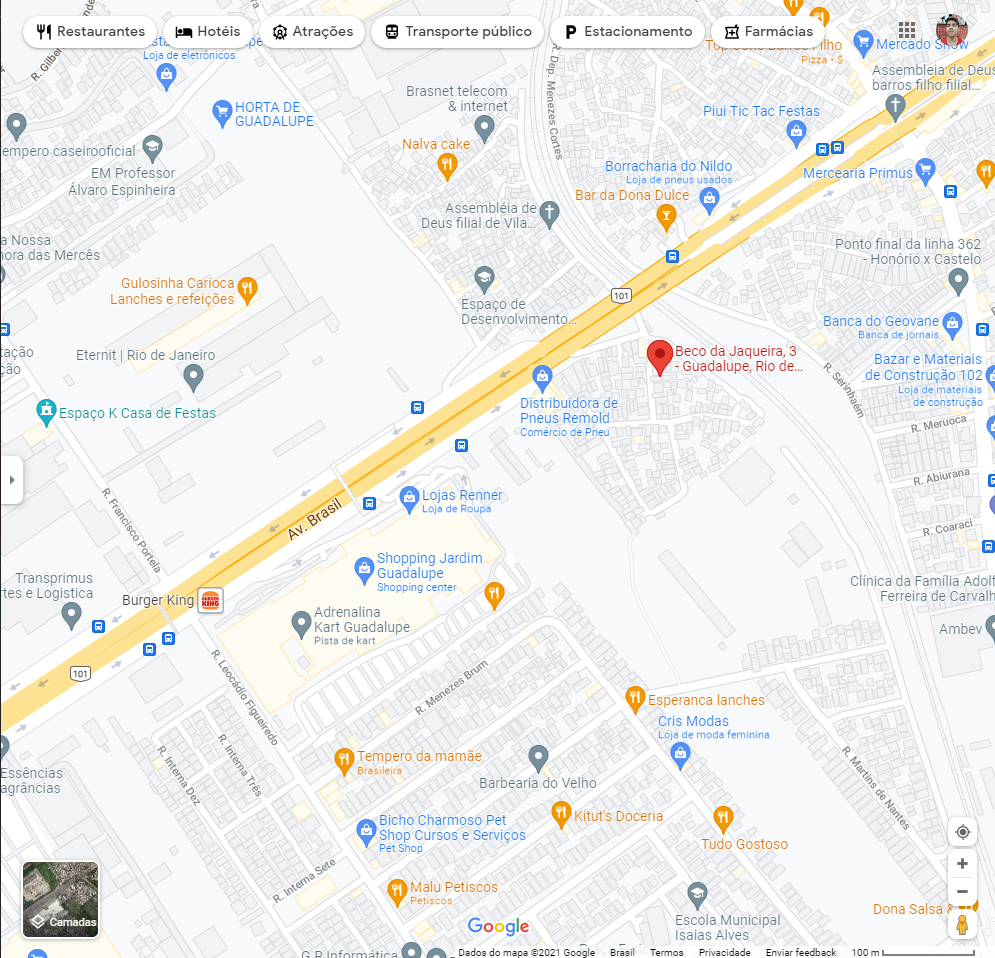 Restaurantes
Hotéis
Atrações
Transporte público
Estacionamento
Farmácias
Loja de eletrônicos
Pizza · $
Mercado Show
Assembleia de Deus
barros filho filial...
Brasnet telecom
& internet
R. Dep. Menezes Cortes
HORTA DE
GUADALUPE
Piui Tic Tac Festas
Nalva cake
empero caseirooficial
EM Professor
Álvaro Espinheira
Borracharia do Nildo
Loja de pneus usados
Mercearia Primus
Bar da Dona Dulce
Assembléia de
Deus filial de Vila...
a Nossa
hora das Mercês
Ponto final da linha 362
- Honório x Castelo
Gulosinha Carioca
Lanches e refeições
Espaço de
Desenvolvimento...
101
Banca do Geovane
Banca de jornais
tação
ção
Eternit | Rio de Janeiro
Beco da Jaqueira, 3
- Guadalupe, Rio de...
Bazar e Materiais
de Construção 102
Loja de materiais
de construção
R. Serinhaém
Espaço K Casa de Festas
Distribuidora de
Pneus Remold
Comércio de Pneu
R. Meruoca
R. Abiurana
Lojas Renner
Loja de Roupa
Av. Brasil
R. Francisco Portela
R. Coaraci
Shopping Jardim
Guadalupe
Shopping center
Transprimus
rtes e Logistica
Burger King
BURGER
KING
Clínica da Família Adolf
Ferreira de Carvalh
Adrenalina
Kart Guadalupe
Pista de kart
Ambev
101
R. Leocádio Figueiredo
R. Menezes Brum
Esperanca lanches
Cris Modas
Loja de moda feminina
R. Interna Dez
R. Interna Três
Tempero da mamãe
Brasileira
Barbearia do Velho
R. Martins de Nantes
Essências
agrâncias
Bicho Charmoso Pet
Shop Cursos e Serviços
Pet Shop
Kitut's Doceria
Tudo Gostoso
R. Interna Sete
Malu Petiscos
Petiscos
Dona Salsa &
Escola Municipal
Isaias Alves
Camadas
Google
G.R Informática
Dados do mapa ©2021 Google
Brasil
Termos
Privacidade
Enviar feedback
100 m